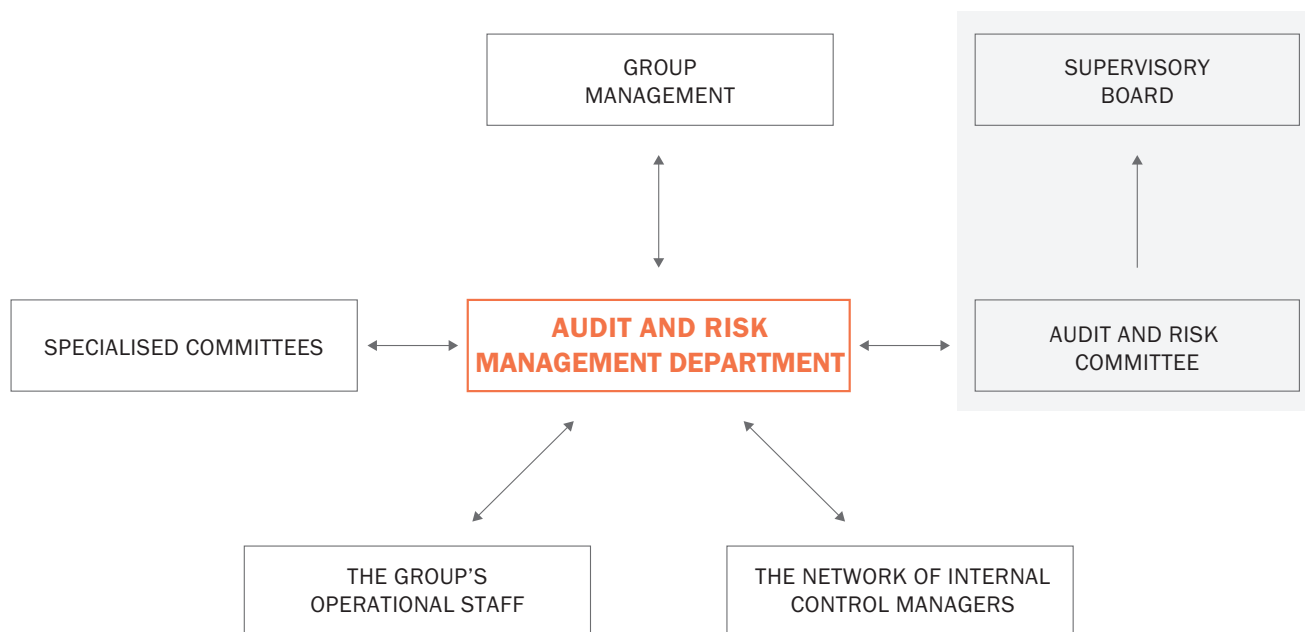 GROUP
MANAGEMENT
SUPERVISORY
BOARD
SPECIALISED COMMITTEES
AUDIT AND RISK
MANAGEMENT DEPARTMENT
AUDIT AND RISK
COMMITTEE
THE GROUP’S
OPERATIONAL STAFF
THE NETWORK OF INTERNAL
CONTROL MANAGERS